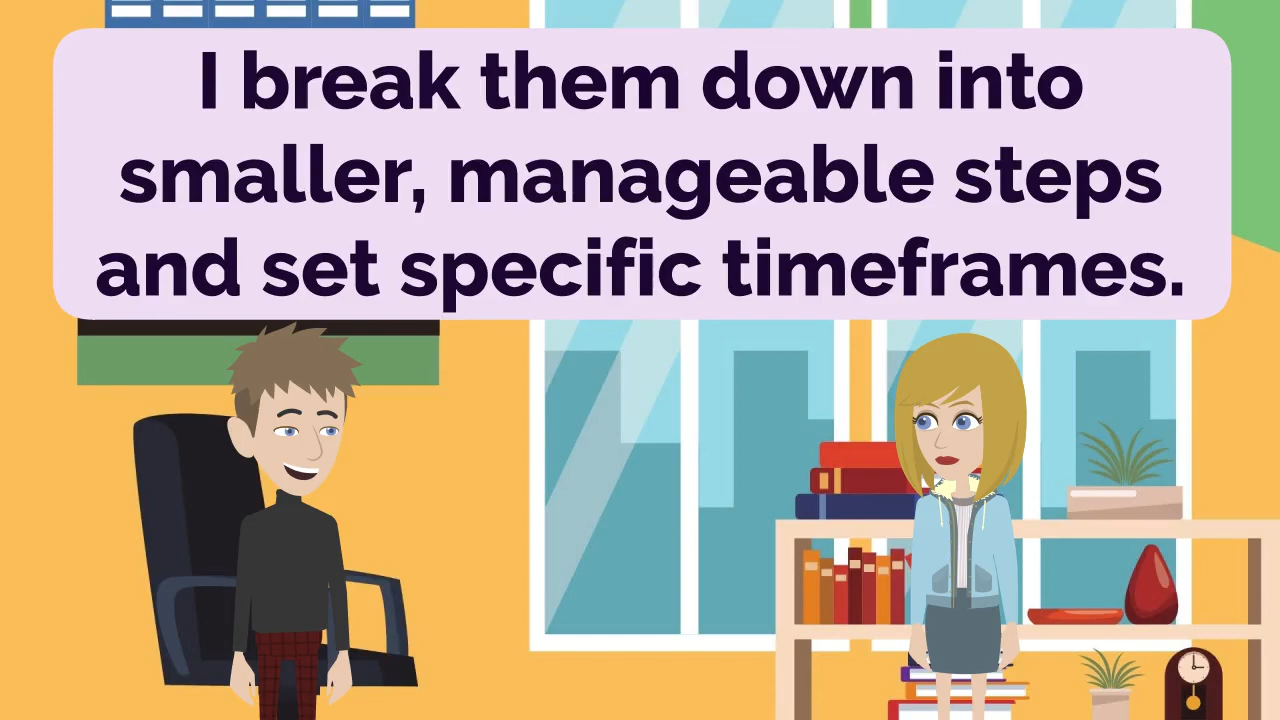 I break them down into
smaller, manageable steps
and set specific timeframes.